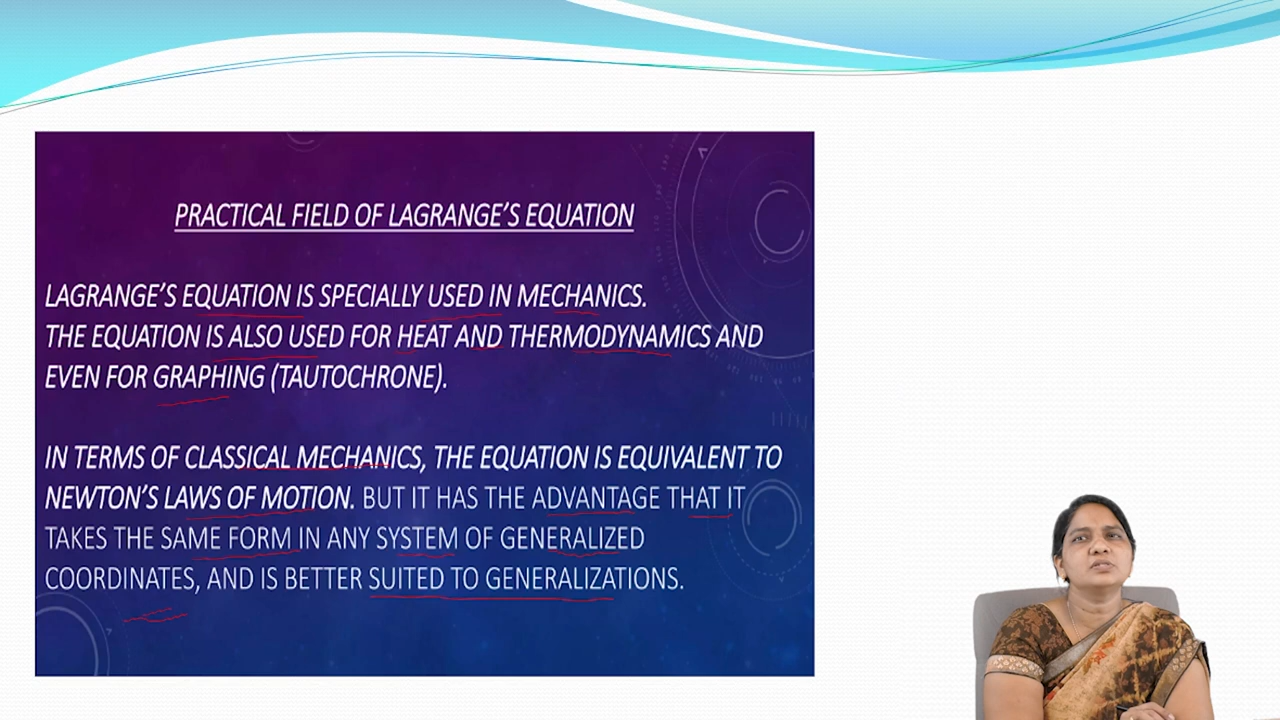 PRACTICAL FIELD OF LAGRANGE'S EQUATION
LAGRANGE'S EQUATION IS SPECIALLY USED IN MECHANICS.
THE EQUATION IS ALSO USED FOR HEAT AND THERMODYNAMICS AND
EVEN FOR GRAPHING (TAUTOCHRONE).
IN TERMS OF CLASSICAL MECHANICS, THE EQUATION IS EQUIVALENT TO
NEWTON'S LAWS OF MOTION. BUT IT HAS THE ADVANTAGE THAT IT
TAKES THE SAME FORM IN ANY SYSTEM OF GENERALIZED
COORDINATES, AND IS BETTER SUITED TO GENERALIZATIONS.